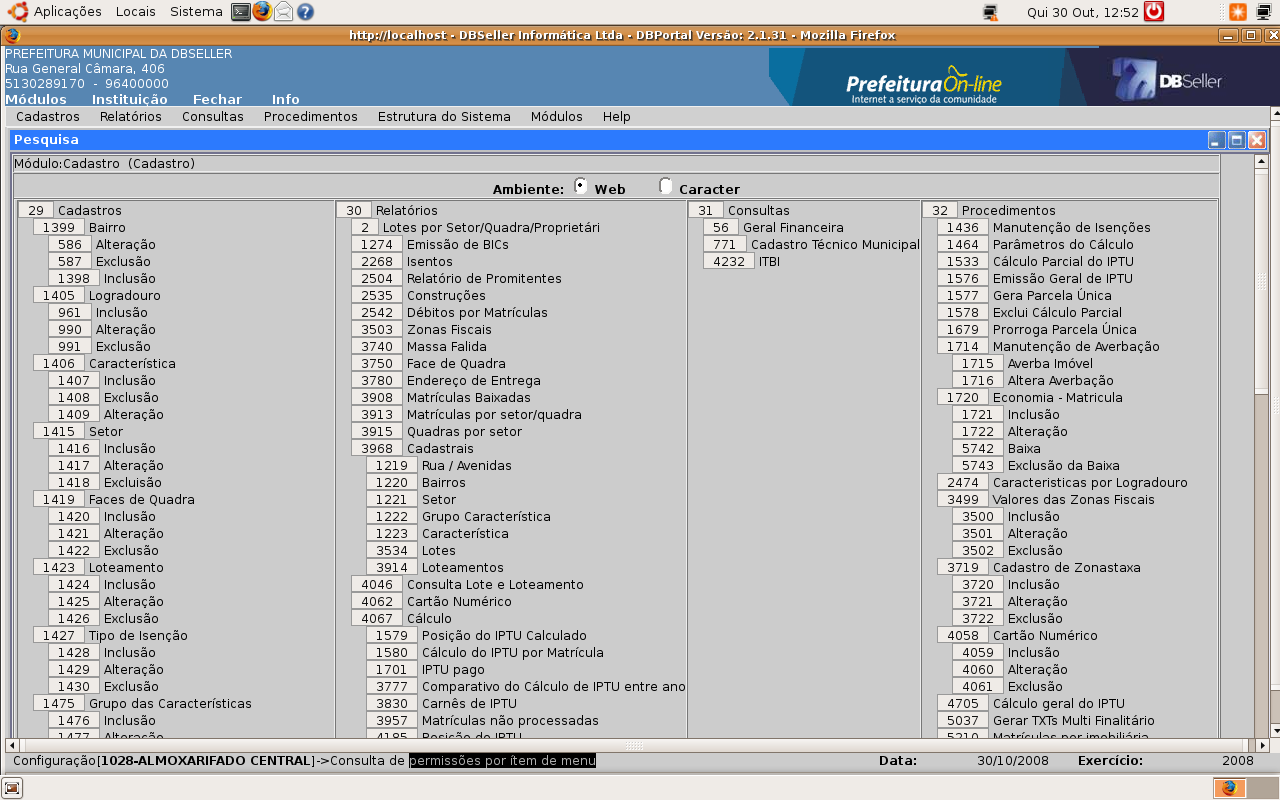 Aplicações Locais Sistema
Qui 30 Out, 12:52
http://localhost - DBSeller Informática Ltda - DBPortal Versão: 2.1.31 - Mozilla Firefox
PREFEITURA MUNICIPAL DA DBSELLER
Rua General Câmara, 406
5130289170 - 96400000
Módulos Instituição Fechar Info
PrefeituraOn-line
Internet a serviço da comunidade
DBSeller
Cadastros Relatórios Consultas Procedimentos Estrutura do Sistema Módulos Help
Pesquisa
Módulo:Cadastro (Cadastro)
Ambiente: Web Caracter
29 Cadastros
1399 Bairro
586 Alteração
587 Exclusão
1398 Inclusão
1405 Logradouro
961 Inclusão
990 Alteração
991 Exclusão
1406 Característica
1407 Inclusão
1408 Exclusão
1409 Alteração
1415 Setor
1416 Inclusão
1417 Alteração
1418 Excluisão
1419 Faces de Quadra
1420 Inclusão
1421 Alteração
1422 Exclusão
1423 Loteamento
1424 Inclusão
1425 Alteração
1426 Exclusão
1427 Tipo de Isenção
1428 Inclusão
1429 Alteração
1430 Exclusão
1475 Grupo das Características
1476 Inclusão
1477 Alteração
30 Relatórios
2 Lotes por Setor/Quadra/Proprietári
1274 Emissão de BICs
2268 Isentos
2504 Relatório de Promitentes
2535 Construções
2542 Débitos por Matrículas
3503 Zonas Fiscais
3740 Massa Falida
3750 Face de Quadra
3780 Endereço de Entrega
3908 Matrículas Baixadas
3913 Matrículas por setor/quadra
3915 Quadras por setor
3968 Cadastrais
1219 Rua / Avenidas
1220 Bairros
1221 Setor
1222 Grupo Característica
1223 Característica
3534 Lotes
3914 Loteamentos
4046 Consulta Lote e Loteamento
4062 Cartão Numérico
4067 Cálculo
1579 Posição do IPTU Calculado
1580 Cálculo do IPTU por Matrícula
1701 IPTU pago
3777 Comparativo do Cálculo de IPTU entre ano
3830 Carnês de IPTU
3957 Matrículas não processadas
4185 Posição do IPTU
31 Consultas
56 Geral Financeira
771 Cadastro Técnico Municipal
4232 ITBI
32 Procedimentos
1436 Manutenção de Isenções
1464 Parâmetros do Cálculo
1533 Cálculo Parcial do IPTU
1576 Emissão Geral de IPTU
1577 Gera Parcela Única
1578 Exclui Cálculo Parcial
1679 Prorroga Parcela Única
1714 Manutenção de Averbação
1715 Averba Imóvel
1716 Altera Averbação
1720 Economia - Matricula
1721 Inclusão
1722 Alteração
5742 Baixa
5743 Exclusão da Baixa
2474 Caracteristicas por Logradouro
3499 Valores das Zonas Fiscais
3500 Inclusão
3501 Alteração
3502 Exclusão
3719 Cadastro de Zonastaxa
3720 Inclusão
3721 Alteração
3722 Exclusão
4058 Cartão Numérico
4059 Inclusão
4060 Alteração
4061 Exclusão
4705 Cálculo geral do IPTU
5037 Gerar TXTs Multi Finalitário
5210 Matrículas por imobiliária
Configuração[1028-ALMOXARIFADO CENTRAL]->Consulta de permissões por ítem de menu
Data: 30/10/2008 Exercício: 2008